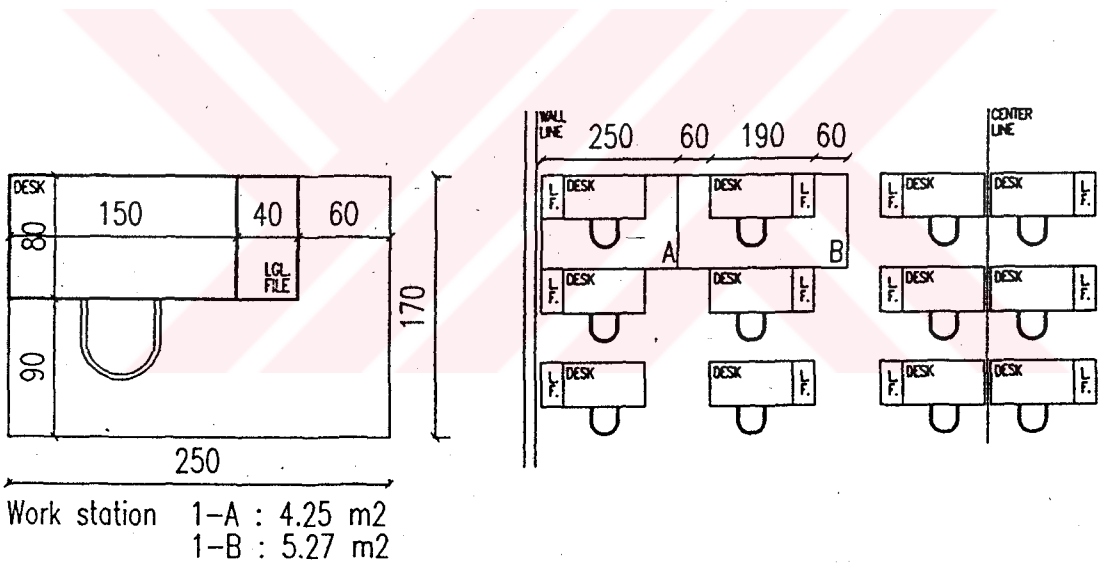 DESK
150
40
60
80
LGL.
FILE
90
170
250
Work station 1-A : 4.25 m2
1-B : 5.27 m2
WALL
LINE
CENTER
LINE
250 60 190 60
L.F. DESK DESK L.F. L.F. DESK DESK L.F.
A B
L.F. DESK DESK L.F. L.F. DESK DESK L.F.
L.F. DESK DESK L.F. L.F. DESK DESK L.F.